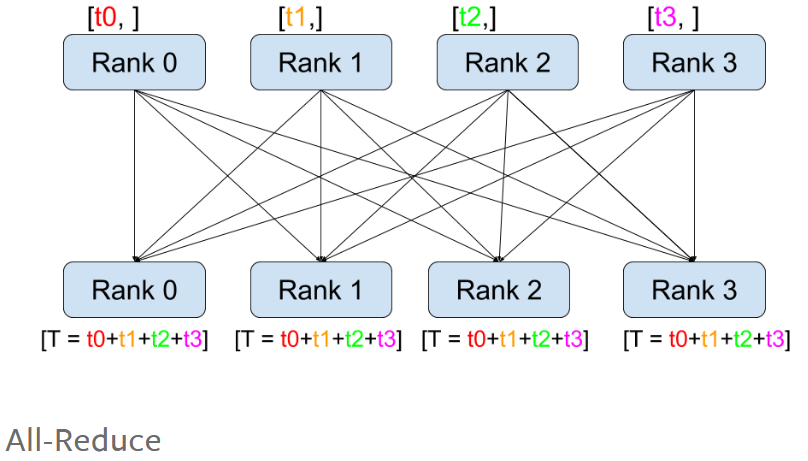 [t0, ] [t1,] [t2,] [t3, ]
Rank 0 Rank 1 Rank 2 Rank 3
Rank 0 Rank 1 Rank 2 Rank 3
[T = t0+t1+t2+t3] [T = t0+t1+t2+t3] [T = t0+t1+t2+t3] [T = t0+t1+t2+t3]
All-Reduce